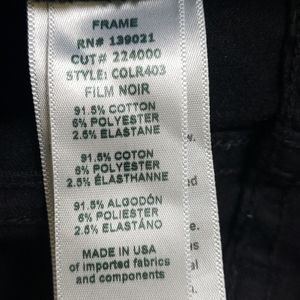 FRAME
RN# 139021
CUT# 224000
STYLE: COLR403
FILM NOIR
91.5% COTTON
6% POLYESTER
2.5% ELASTANE
91.5% COTON
6% POLYESTER
2.5% ÉLASTHANNE
91.5% ALGODÓN
6% POLIESTER
2.5% ELASTANO
MADE IN USA
of imported fabrics
and components